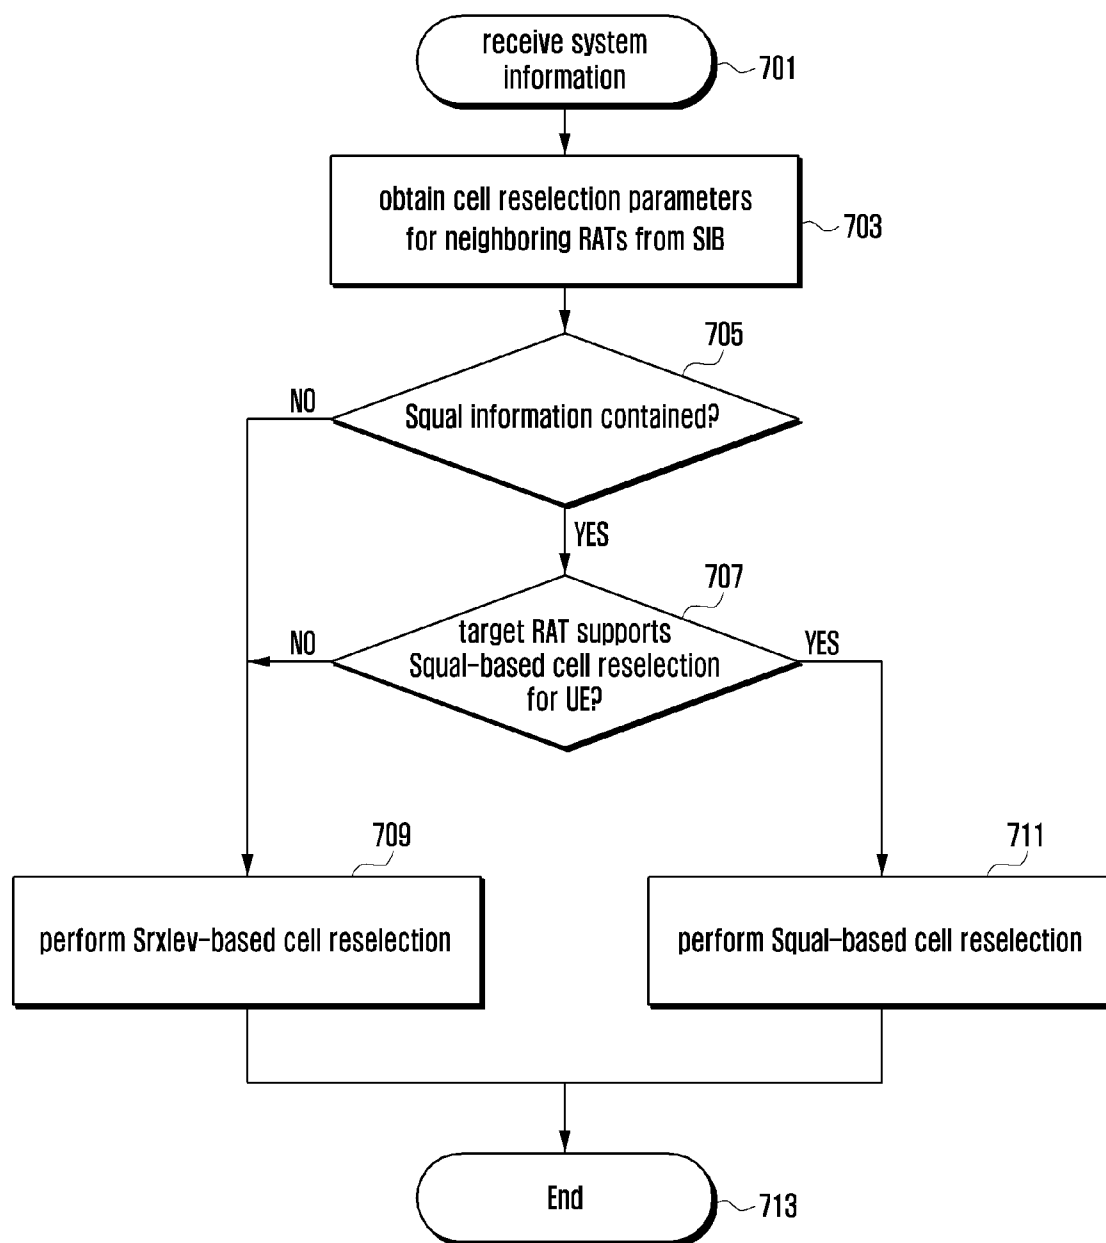 receive system
information
701
obtain cell reselection parameters
for neighboring RATs from SIB
703
705
NO
Squal information contained?
YES
707
NO
target RAT supports
Squal-based cell reselection
for UE?
YES
709
711
perform Srxlev-based cell reselection
perform Squal-based cell reselection
End
713